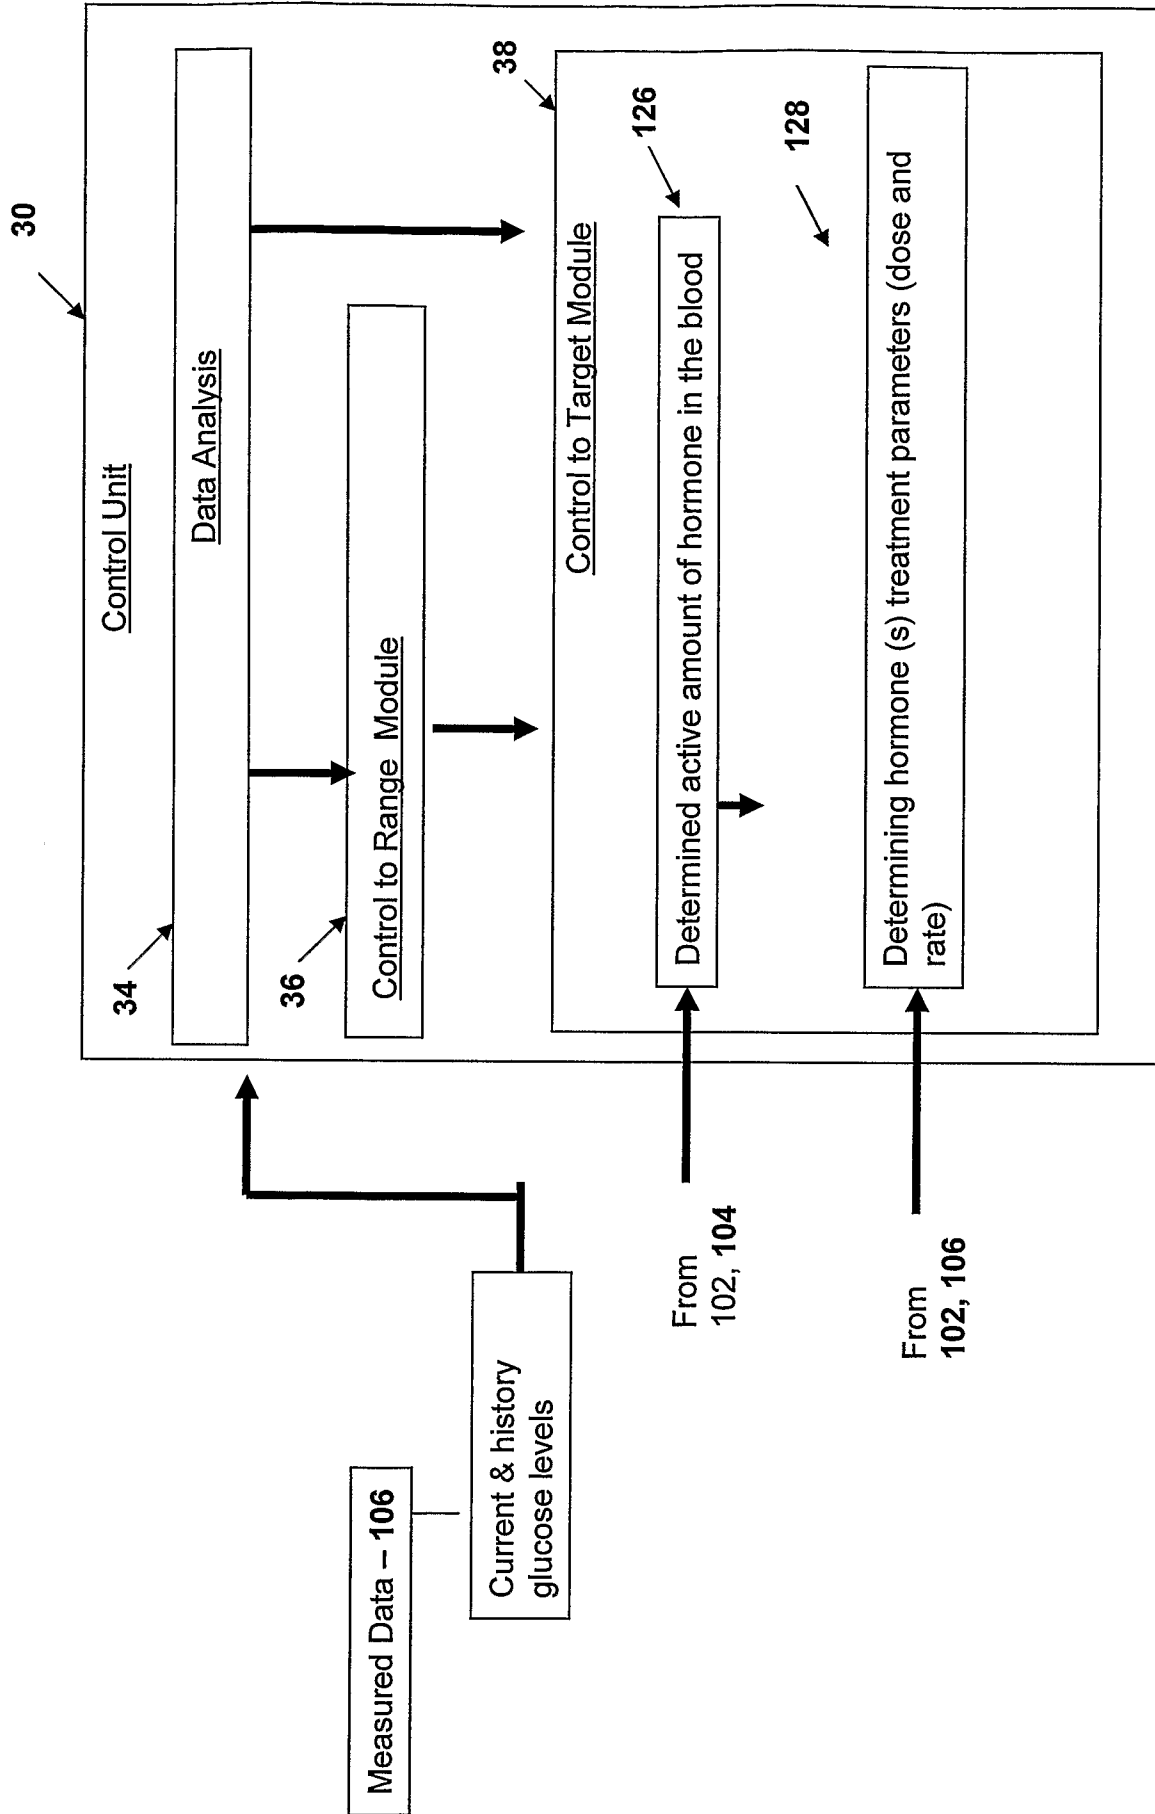 30
Control Unit
34
Data Analysis
36
Control to Range Module
38
Control to Target Module
126
Determined active amount of hormone in the blood
128
Determining hormone (s) treatment parameters (dose and
rate)
Measured Data – 106
Current & history
glucose levels
From
102, 104
From
102, 106